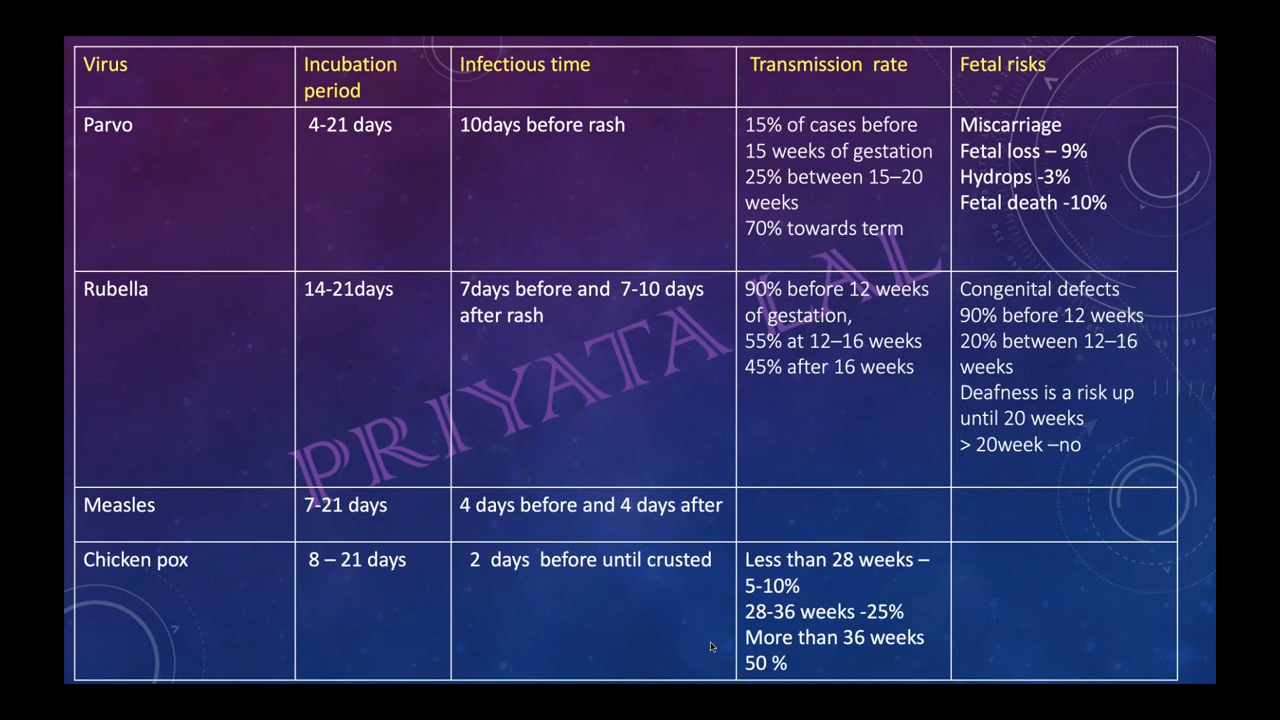 Virus
Incubation
period
Infectious time
Transmission rate
Fetal risks
Parvo
4-21 days
10days before rash
15% of cases before
15 weeks of gestation
25% between 15–20
weeks
70% towards term
Miscarriage
Fetal loss – 9%
Hydrops -3%
Fetal death -10%
Rubella
14-21days
7days before and 7-10 days
after rash
90% before 12 weeks
of gestation,
55% at 12–16 weeks
45% after 16 weeks
Congenital defects
90% before 12 weeks
20% between 12–16
weeks
Deafness is a risk up
until 20 weeks
> 20week –no
Measles
7-21 days
4 days before and 4 days after
Chicken pox
8 – 21 days
2 days before until crusted
Less than 28 weeks –
5-10%
28-36 weeks -25%
More than 36 weeks
50 %
PRIYATA LAL